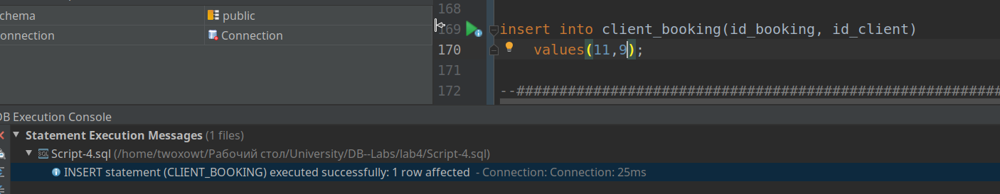 chema public
onnection Connection
168
169 insert into client_booking(id_booking, id_client)
170 values(11,9);
171
172 --##########################################################
DB Execution Console
Statement Execution Messages (1 files)
Script-4.sql (/home/twoxowt/Рабочий стол/University/DB--Labs/lab4/Script-4.sql)
INSERT statement (CLIENT_BOOKING) executed successfully: 1 row affected - Connection: Connection: 25ms